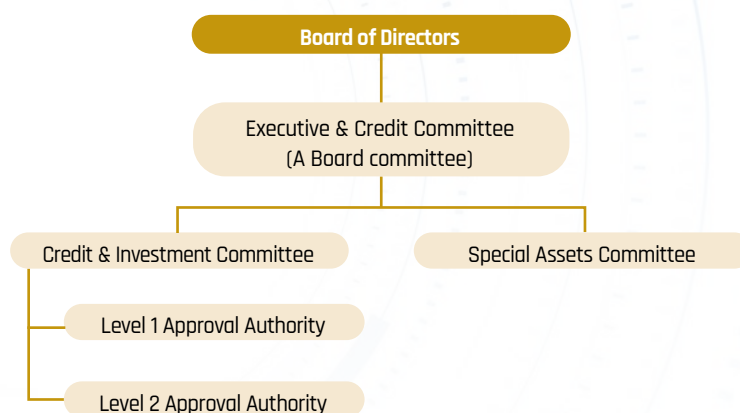 Board of Directors
Executive & Credit Committee
(A Board committee)
Credit & Investment Committee
Special Assets Committee
Level 1 Approval Authority
Level 2 Approval Authority